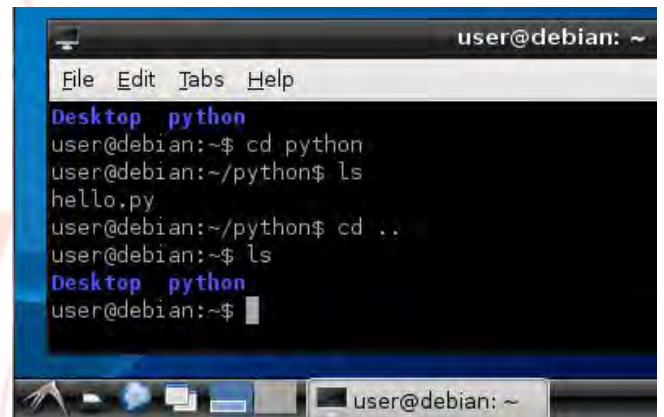 user@debian: ~
File Edit Tabs Help
Desktop python
user@debian:~$ cd python
user@debian:~/python$ ls
hello.py
user@debian:~/python$ cd ..
user@debian:~$ ls
Desktop python
user@debian:~$
user@debian: ~